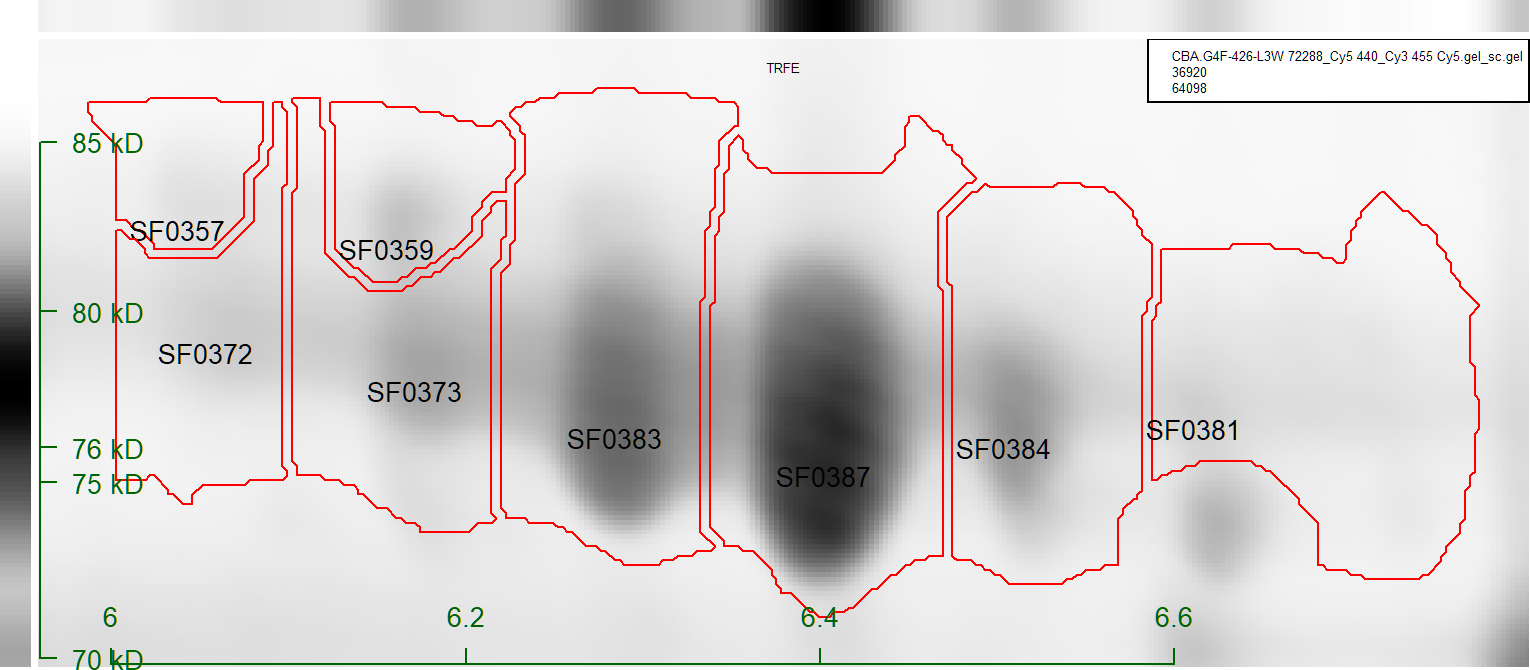 TRFE
CBA.G4F-426-L3W 72288_Cy5 440_Cy3 455 Cy5.gel_sc.gel
36920
64098
85 kD
SF0357
SF0359
80 kD
SF0372
SF0373
SF0381
SF0383
76 kD
SF0384
SF0387
75 kD
6
6.2
6.4
6.6
70 kD